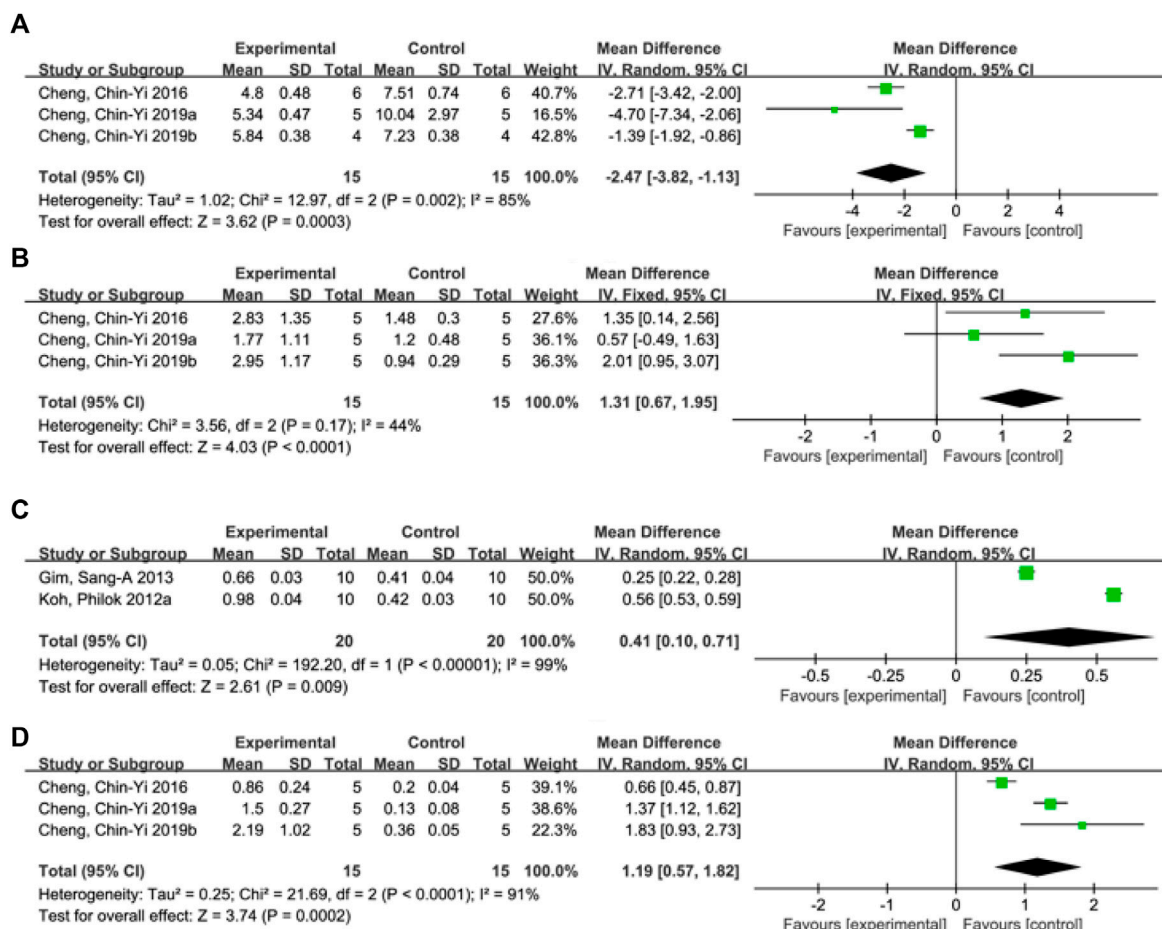 A
Experimental Control Mean Difference Mean Difference
Study or Subgroup Mean SD Total Mean SD Total Weight IV. Random. 95% CI IV. Random. 95% CI
Cheng, Chin-Yi 2016 4.8 0.48 6 7.51 0.74 6 40.7% -2.71 [-3.42, -2.00]
Cheng, Chin-Yi 2019a 5.34 0.47 5 10.04 2.97 5 16.5% -4.70 [-7.34, -2.06]
Cheng, Chin-Yi 2019b 5.84 0.38 4 7.23 0.38 4 42.8% -1.39 [-1.92, -0.86]
Total (95% CI) 15 15 100.0% -2.47 [-3.82, -1.13]
Heterogeneity: Tau² = 1.02; Chi² = 12.97, df = 2 (P = 0.002); I² = 85%
Test for overall effect: Z = 3.62 (P = 0.0003)
-4 -2 0 2 4
Favours [experimental] Favours [control]
B
Experimental Control Mean Difference Mean Difference
Study or Subgroup Mean SD Total Mean SD Total Weight IV. Fixed. 95% CI IV. Fixed. 95% CI
Cheng, Chin-Yi 2016 2.83 1.35 5 1.48 0.3 5 27.6% 1.35 [0.14, 2.56]
Cheng, Chin-Yi 2019a 1.77 1.11 5 1.2 0.48 5 36.1% 0.57 [-0.49, 1.63]
Cheng, Chin-Yi 2019b 2.95 1.17 5 0.94 0.29 5 36.3% 2.01 [0.95, 3.07]
Total (95% CI) 15 15 100.0% 1.31 [0.67, 1.95]
Heterogeneity: Chi² = 3.56, df = 2 (P = 0.17); I² = 44%
Test for overall effect: Z = 4.03 (P < 0.0001)
-2 -1 0 1 2
Favours [experimental] Favours [control]
C
Experimental Control Mean Difference Mean Difference
Study or Subgroup Mean SD Total Mean SD Total Weight IV. Random. 95% CI IV. Random. 95% CI
Gim, Sang-A 2013 0.66 0.03 10 0.41 0.04 10 50.0% 0.25 [0.22, 0.28]
Koh, Philok 2012a 0.98 0.04 10 0.42 0.03 10 50.0% 0.56 [0.53, 0.59]
Total (95% CI) 20 20 100.0% 0.41 [0.10, 0.71]
Heterogeneity: Tau² = 0.05; Chi² = 192.20, df = 1 (P < 0.00001); I² = 99%
Test for overall effect: Z = 2.61 (P = 0.009)
-0.5 -0.25 0 0.25 0.5
Favours [experimental] Favours [control]
D
Experimental Control Mean Difference Mean Difference
Study or Subgroup Mean SD Total Mean SD Total Weight IV. Random. 95% CI IV. Random. 95% CI
Cheng, Chin-Yi 2016 0.86 0.24 5 0.2 0.04 5 39.1% 0.66 [0.45, 0.87]
Cheng, Chin-Yi 2019a 1.5 0.27 5 0.13 0.08 5 38.6% 1.37 [1.12, 1.62]
Cheng, Chin-Yi 2019b 2.19 1.02 5 0.36 0.05 5 22.3% 1.83 [0.93, 2.73]
Total (95% CI) 15 15 100.0% 1.19 [0.57, 1.82]
Heterogeneity: Tau² = 0.25; Chi² = 21.69, df = 2 (P < 0.0001); I² = 91%
Test for overall effect: Z = 3.74 (P = 0.0002)
-2 -1 0 1 2
Favours [experimental] Favours [control]